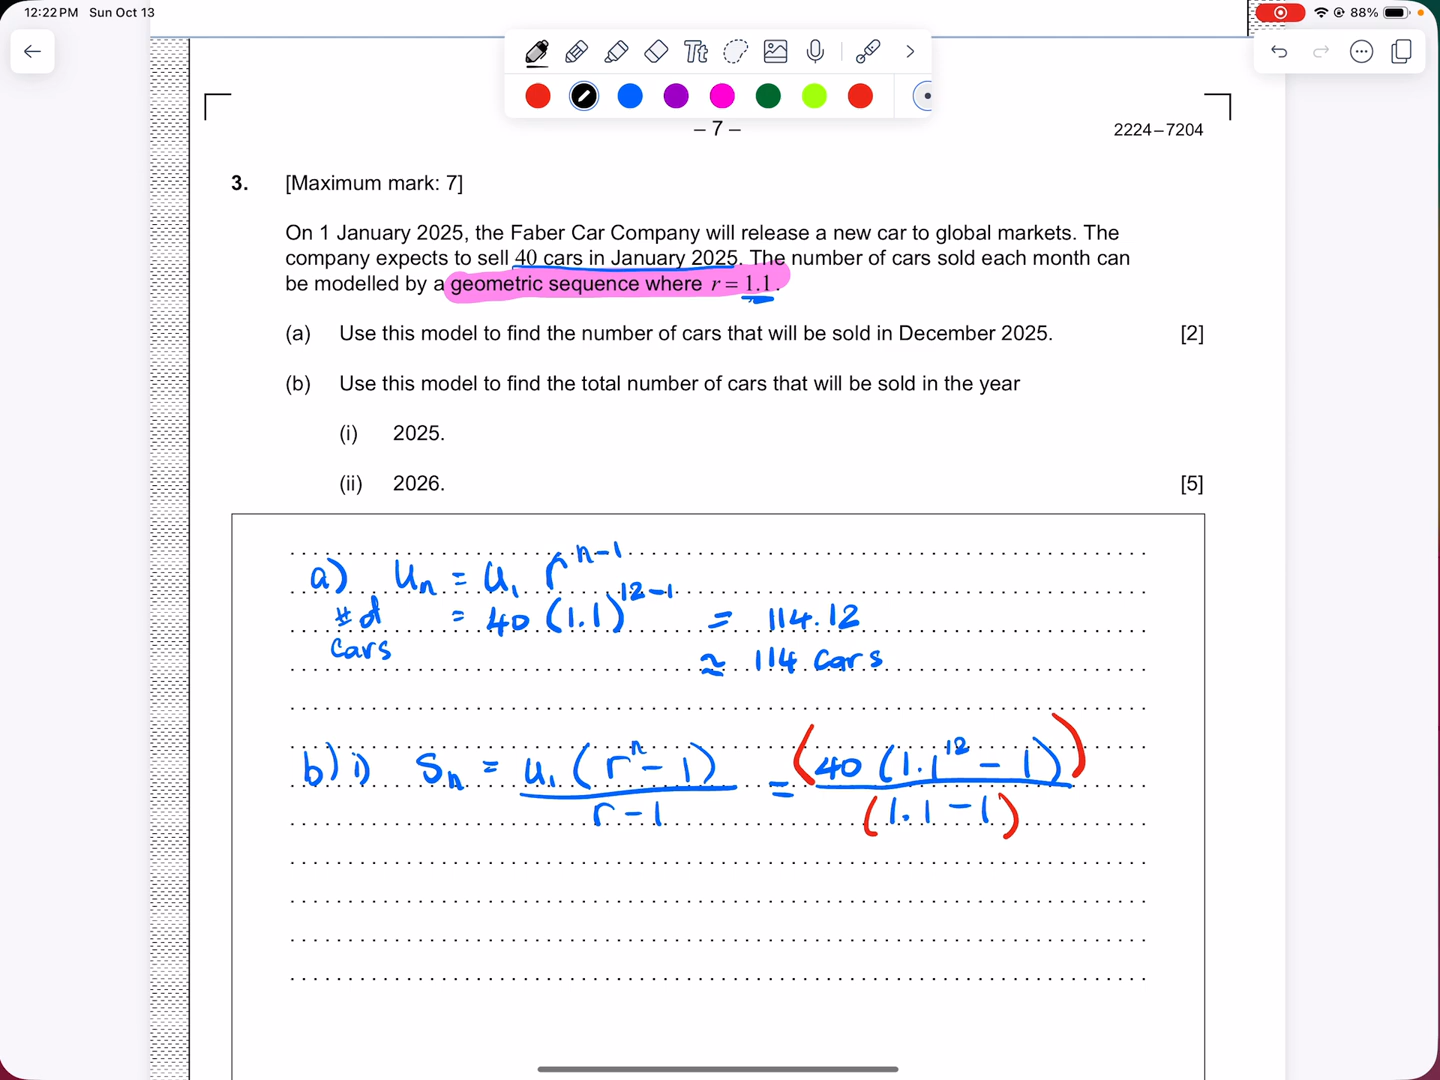 12:22 PM Sun Oct 13
88%
Tt
– 7 –
2224–7204
3. [Maximum mark: 7]
On 1 January 2025, the Faber Car Company will release a new car to global markets. The
company expects to sell 40 cars in January 2025. The number of cars sold each month can
be modelled by a geometric sequence where r = 1.1.
(a) Use this model to find the number of cars that will be sold in December 2025. [2]
(b) Use this model to find the total number of cars that will be sold in the year
(i) 2025.
(ii) 2026. [5]
a) Uₙ = U₁ r^(n-1)
# of cars = 40 (1.1)^(12-1) = 114.12
≈ 114 cars
b) i) Sₙ = U₁ (rⁿ - 1) / r - 1 = (40 (1.1¹² - 1)) / (1.1 - 1)